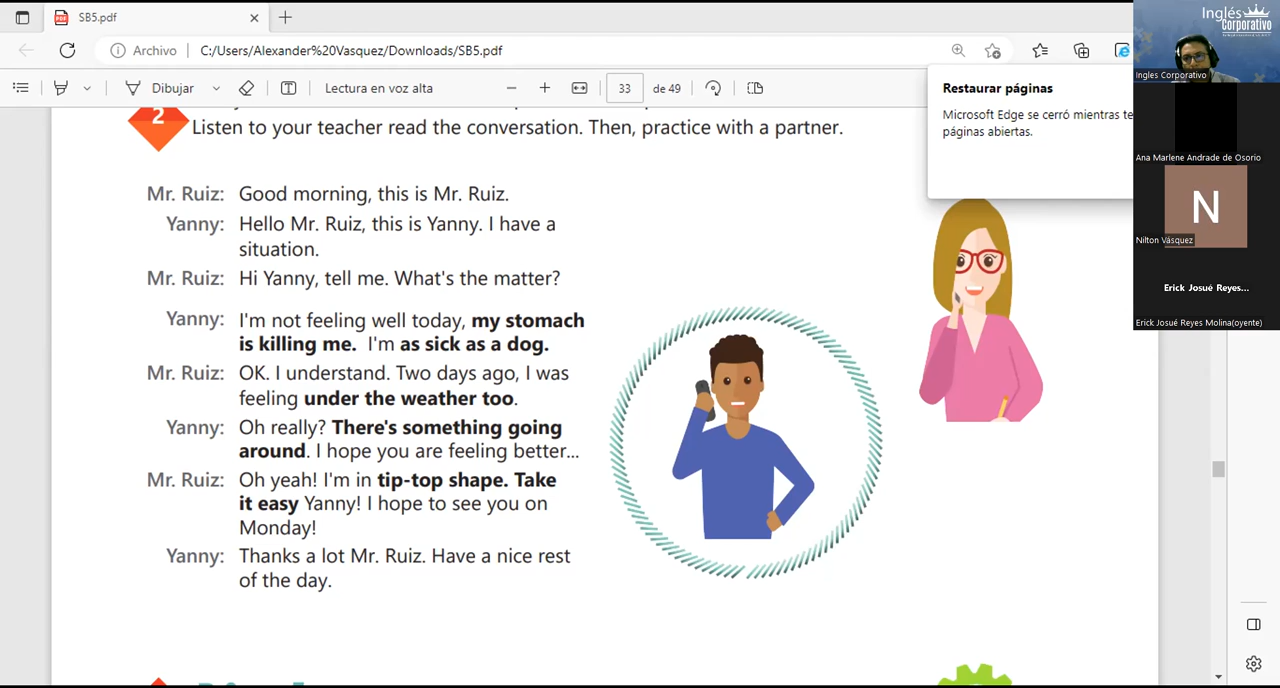 SB5.pdf
Archivo
C:/Users/Alexander%20Vasquez/Downloads/SB5.pdf
Dibujar
Lectura en voz alta
33
de 49
Restaurar páginas
Microsoft Edge se cerró mientras te
páginas abiertas.
Inglés
Corporativo
Ingles Corporativo
Ana Marlene Andrade de Osorio
N
Nilton Vásquez
Erick Josué Reyes...
Erick Josué Reyes Molina(oyente)
2
Listen to your teacher read the conversation. Then, practice with a partner.
Mr. Ruiz: Good morning, this is Mr. Ruiz.
Yanny: Hello Mr. Ruiz, this is Yanny. I have a
situation.
Mr. Ruiz: Hi Yanny, tell me. What's the matter?
Yanny: I'm not feeling well today, my stomach
is killing me. I'm as sick as a dog.
Mr. Ruiz: OK. I understand. Two days ago, I was
feeling under the weather too.
Yanny: Oh really? There's something going
around. I hope you are feeling better...
Mr. Ruiz: Oh yeah! I'm in tip-top shape. Take
it easy Yanny! I hope to see you on
Monday!
Yanny: Thanks a lot Mr. Ruiz. Have a nice rest
of the day.